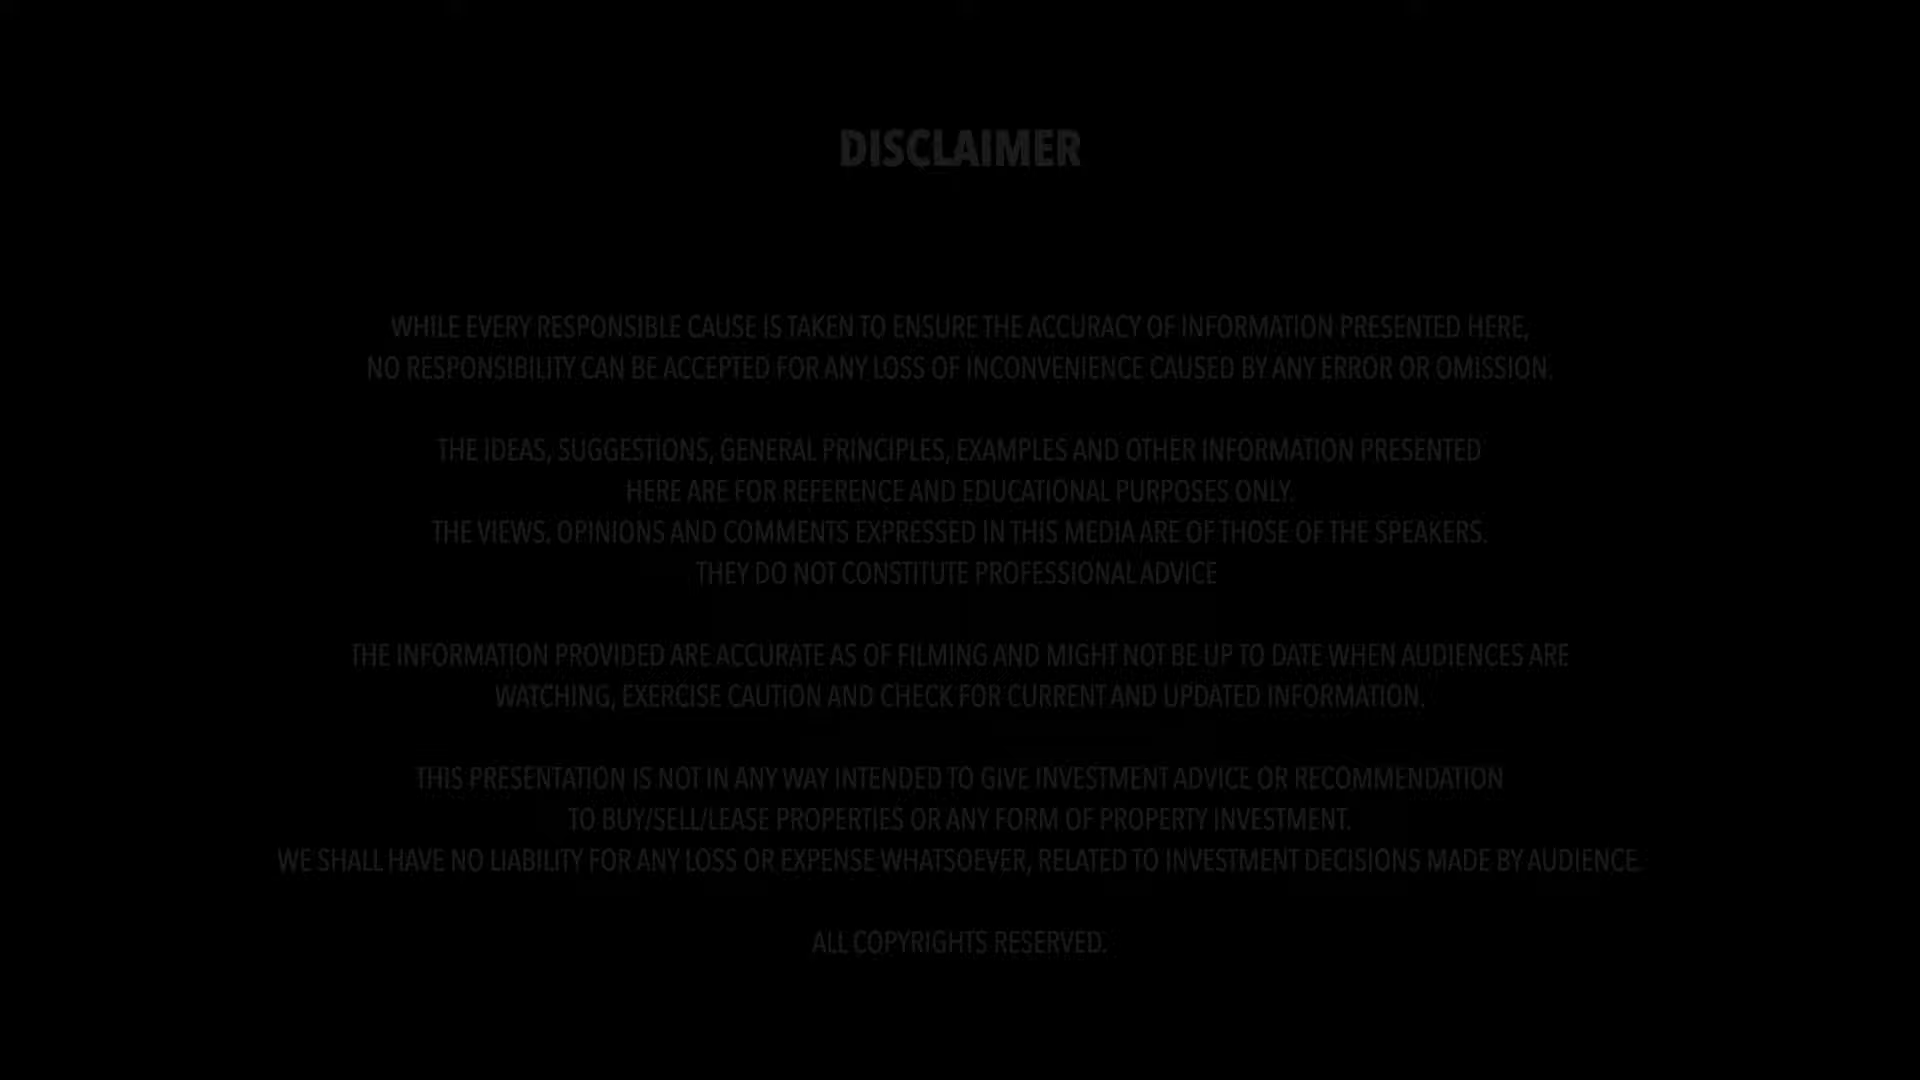 DISCLAIMER
WHILE EVERY RESPONSIBLE CAUSE IS TAKEN TO ENSURE THE ACCURACY OF INFORMATION PRESENTED HERE,
NO RESPONSIBILITY CAN BE ACCEPTED FOR ANY LOSS OF INCONVENIENCE CAUSED BY ANY ERROR OR OMISSION.
THE IDEAS, SUGGESTIONS, GENERAL PRINCIPLES, EXAMPLES AND OTHER INFORMATION PRESENTED
HERE ARE FOR REFERENCE AND EDUCATIONAL PURPOSES ONLY.
THE VIEWS. OPINIONS AND COMMENTS EXPRESSED IN THIS MEDIA ARE OF THOSE OF THE SPEAKERS.
THEY DO NOT CONSTITUTE PROFESSIONAL ADVICE
THE INFORMATION PROVIDED ARE ACCURATE AS OF FILMING AND MIGHT NOT BE UP TO DATE WHEN AUDIENCES ARE
WATCHING, EXERCISE CAUTION AND CHECK FOR CURRENT AND UPDATED INFORMATION.
THIS PRESENTATION IS NOT IN ANY WAY INTENDED TO GIVE INVESTMENT ADVICE OR RECOMMENDATION
TO BUY/SELL/LEASE PROPERTIES OR ANY FORM OF PROPERTY INVESTMENT.
WE SHALL HAVE NO LIABILITY FOR ANY LOSS OR EXPENSE WHATSOEVER, RELATED TO INVESTMENT DECISIONS MADE BY AUDIENCE.
ALL COPYRIGHTS RESERVED.